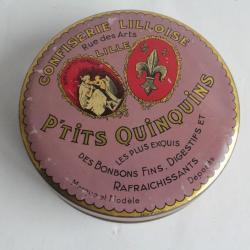 CONFISERIE LILLOISE
Rue des Arts
LILLE
P'TITS QUINQUINS
LES PLUS EXQUIS
DES BONBONS FINS, DIGESTIFS ET
RAFRAICHISSANTS
Marque et Modèle Déposés